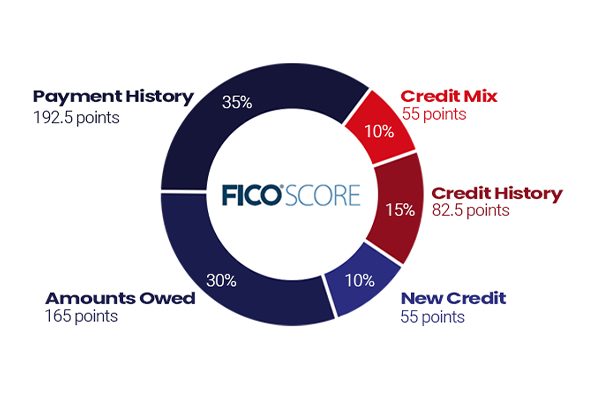 Payment History
192.5 points
35%
Credit Mix
55 points
10%
FICO® SCORE
Credit History
82.5 points
15%
Amounts Owed
165 points
30%
New Credit
55 points
10%